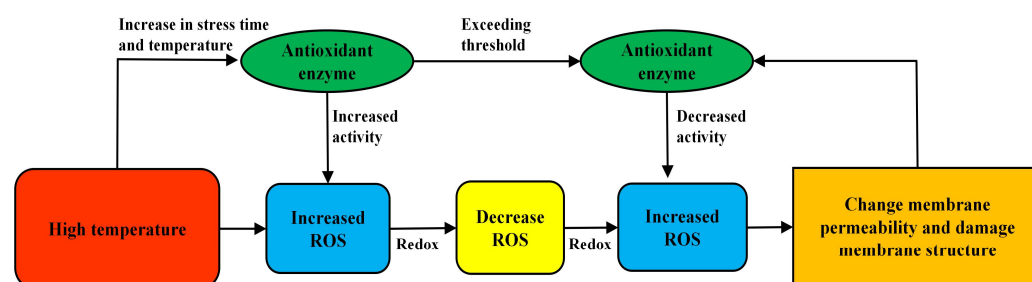 Increase in stress time
and temperature
Antioxidant
enzyme
Exceeding
threshold
Antioxidant
enzyme
Increased
activity
Decreased
activity
High temperature
Increased
ROS
Redox
Decrease
ROS
Redox
Increased
ROS
Change membrane
permeability and damage
membrane structure